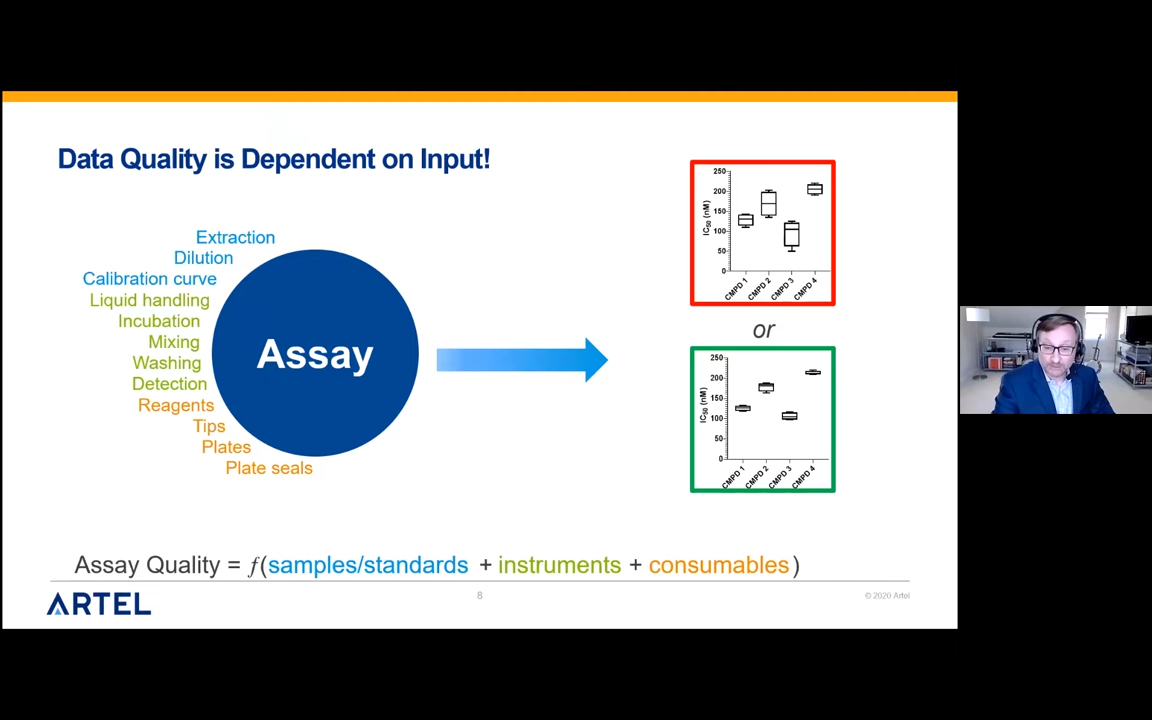 Data Quality is Dependent on Input!
Extraction
Dilution
Calibration curve
Liquid handling
Incubation
Mixing
Washing
Detection
Reagents
Tips
Plates
Plate seals
Assay
250
200
150
100
50
0
IC50 (nM)
CMPD 1
CMPD 2
CMPD 3
CMPD 4
or
250
200
150
100
50
0
IC50 (nM)
CMPD 1
CMPD 2
CMPD 3
CMPD 4
Assay Quality = f(samples/standards + instruments + consumables)
ARTEL
8
© 2020 Artel